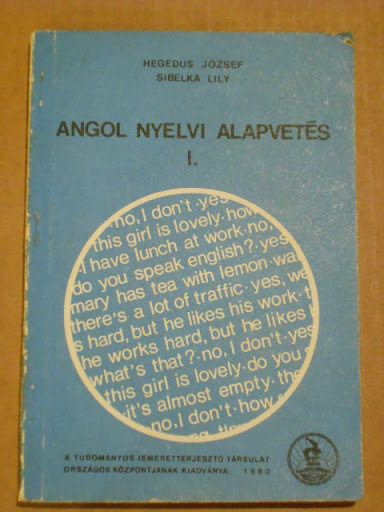 HEGEDUS JÓZSEF
SIBELKA LILY
ANGOL NYELVI ALAPVETÉS
I.
no, I don't · yes
this girl is lovely · how
I have lunch at work · no,
do you speak english? · yes
mary has tea with lemon · wa
there's a lot of traffic · yes, we
s hard, but he likes his work · t
he works hard, but he likes
what's that? · no, I don't · yes
this girl is lovely · do you
it's almost empty · the
no, I don't · how
A TUDOMÁNYOS ISMERETTERJESZTŐ TÁRSULAT
ORSZÁGOS KÖZPONTJÁNAK KIADVÁNYA 1980